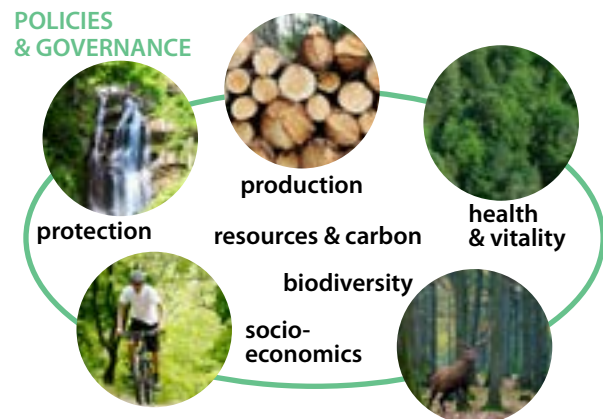 POLICIES
& GOVERNANCE
production
protection
resources & carbon
health
& vitality
biodiversity
socio-
economics